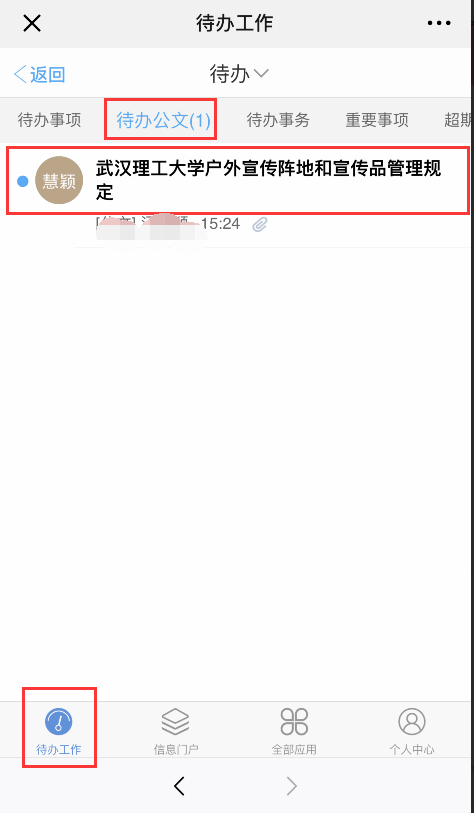 待办工作
返回
待办
待办事项
待办公文(1)
待办事务
重要事项
超期
慧颖
武汉理工大学户外宣传阵地和宣传品管理规
定
15:24
待办工作
信息门户
全部应用
个人中心